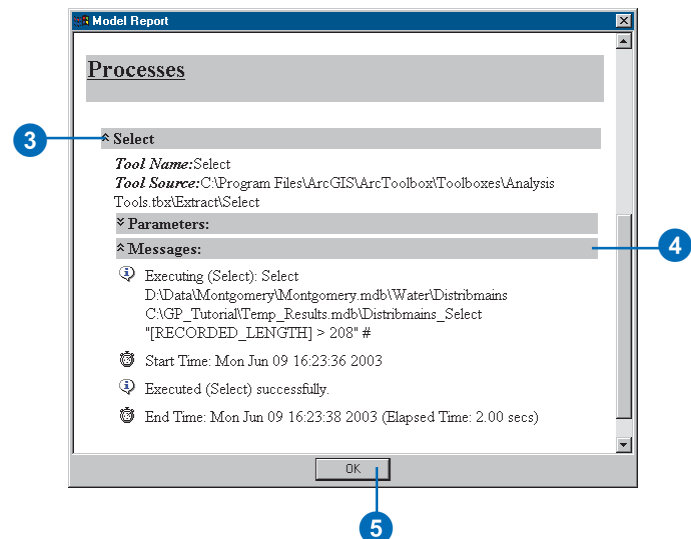 Model Report
Processes
3
Select
Tool Name:Select
Tool Source:C:\Program Files\ArcGIS\ArcToolbox\Toolboxes\Analysis
Tools.tbx\Extract\Select
Parameters:
Messages:
4
Executing (Select): Select
D:\Data\Montgomery\Montgomery.mdb\Water\Distribmains
C:\GP_Tutorial\Temp_Results.mdb\Distribmains_Select
"[RECORDED_LENGTH] > 208" #
Start Time: Mon Jun 09 16:23:36 2003
Executed (Select) successfully.
End Time: Mon Jun 09 16:23:38 2003 (Elapsed Time: 2.00 secs)
OK
5